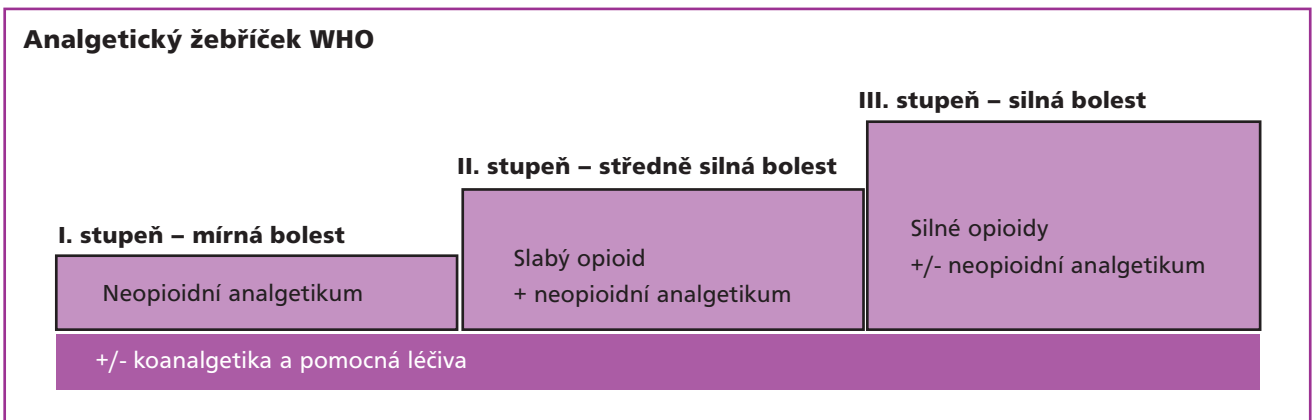 Analgetický žebříček WHO
III. stupeň – silná bolest
II. stupeň – středně silná bolest
I. stupeň – mírná bolest
Neopioidní analgetikum
Slabý opioid
+ neopioidní analgetikum
Silné opioidy
+/- neopioidní analgetikum
+/- koanalgetika a pomocná léčiva